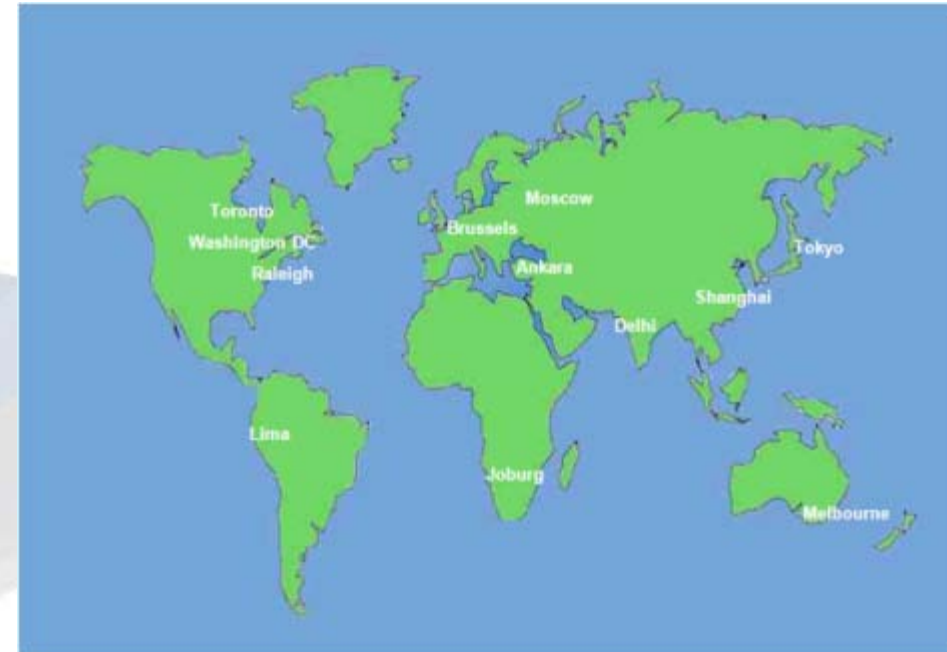 Toronto
Moscow
Brussels
Washington DC
Tokyo
Ankara
Raleigh
Shanghai
Delhi
Lima
Joburg
Melbourne